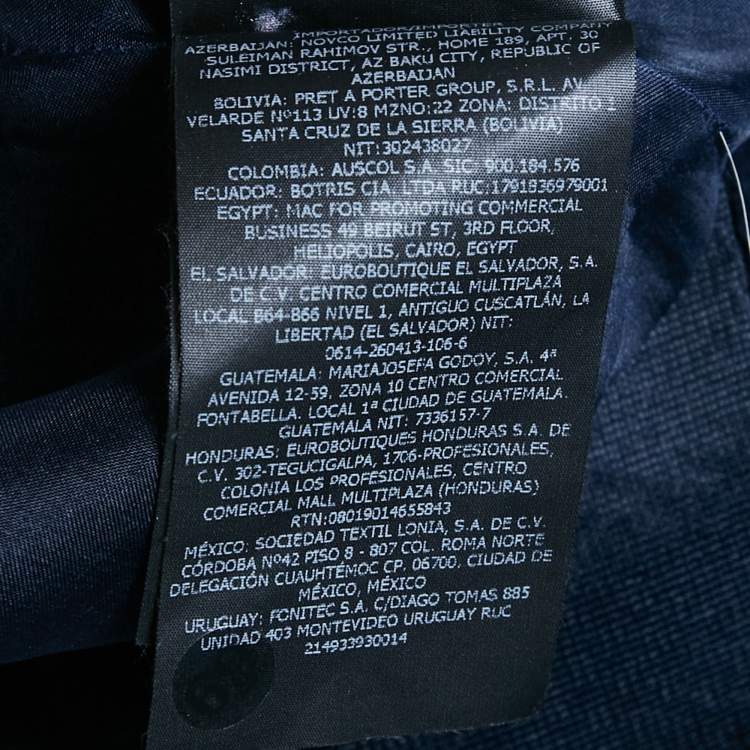 IMPORTADOR/IMPORTER
AZERBAIJAN: NOVCO LIMITED LIABILITY COMPANY
SULEIMAN RAHIMOV STR., HOME 189, APT. 30
NASIMI DISTRICT, AZ BAKU CITY, REPUBLIC OF
AZERBAIJAN
BOLIVIA: PRET A PORTER GROUP, S.R.L. AV.
VELARDE Nº113 UV:8 MZNO:22 ZONA: DISTRITO 1
SANTA CRUZ DE LA SIERRA (BOLIVIA)
NIT:302438027
COLOMBIA: AUSCOL S.A. SIC 900.184.576
ECUADOR: BOTRIS CIA. LTDA RUC:1791836979001
EGYPT: MAC FOR PROMOTING COMMERCIAL
BUSINESS 49 BEIRUT ST, 3RD FLOOR,
HELIOPOLIS, CAIRO, EGYPT
EL SALVADOR: EUROBOUTIQUE EL SALVADOR, S.A.
DE C.V. CENTRO COMERCIAL MULTIPLAZA
LOCAL B64-B66 NIVEL 1, ANTIGUO CUSCATLÁN, LA
LIBERTAD (EL SALVADOR) NIT:
0614-260413-106-6
GUATEMALA: MARIAJOSEFA GODOY, S.A. 4ª
AVENIDA 12-59, ZONA 10 CENTRO COMERCIAL
FONTABELLA. LOCAL 1ª CIUDAD DE GUATEMALA.
GUATEMALA NIT: 7336157-7
HONDURAS: EUROBOUTIQUES HONDURAS S.A. DE
C.V. 302-TEGUCIGALPA, 1706-PROFESIONALES,
COLONIA LOS PROFESIONALES, CENTRO
COMERCIAL MALL MULTIPLAZA (HONDURAS)
RTN:08019014655843
MÉXICO: SOCIEDAD TEXTIL LONIA, S.A. DE C.V.
CÓRDOBA Nº42 PISO 8 - 807 COL. ROMA NORTE
DELEGACIÓN CUAUHTÉMOC CP. 06700, CIUDAD DE
MÉXICO, MÉXICO
URUGUAY: FONITEC S.A. C/DIAGO TOMAS 885
UNIDAD 403 MONTEVIDEO URUGUAY RUC
214933930014